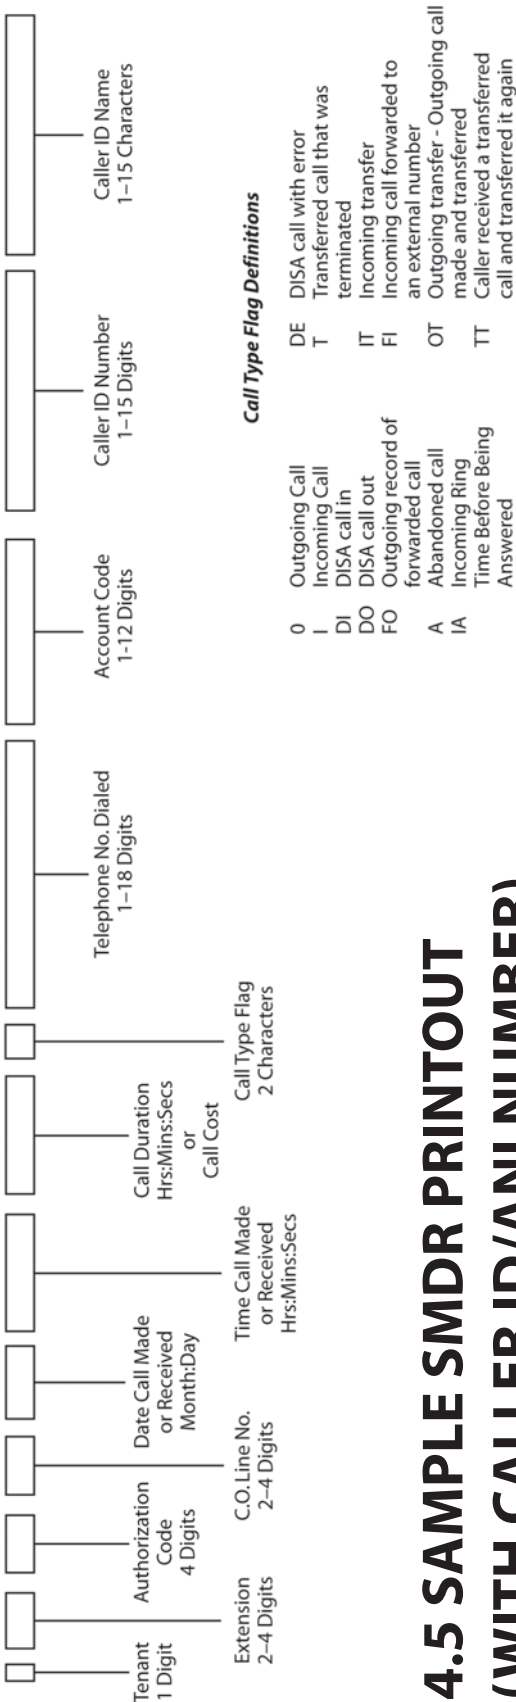 Tenant
1 Digit
Extension
2–4 Digits
Authorization
Code
4 Digits
C.O. Line No.
2–4 Digits
Date Call Made
or Received
Month:Day
Time Call Made
or Received
Hrs:Mins:Secs
Call Duration
Hrs:Mins:Secs
or
Call Cost
Call Type Flag
2 Characters
Telephone No. Dialed
1–18 Digits
Account Code
1-12 Digits
Caller ID Number
1–15 Digits
Caller ID Name
1–15 Characters
Call Type Flag Definitions
0 Outgoing Call
I Incoming Call
DI DISA call in
DO DISA call out
FO Outgoing record of
forwarded call
A Abandoned call
IA Incoming Ring
Time Before Being
Answered
DE DISA call with error
T Transferred call that was
terminated
IT Incoming transfer
FI Incoming call forwarded to
an external number
OT Outgoing transfer - Outgoing call
made and transferred
TT Caller received a transferred
call and transferred it again
4.5 SAMPLE SMDR PRINTOUT
(WITH CALLER ID/ANI NUMBER)